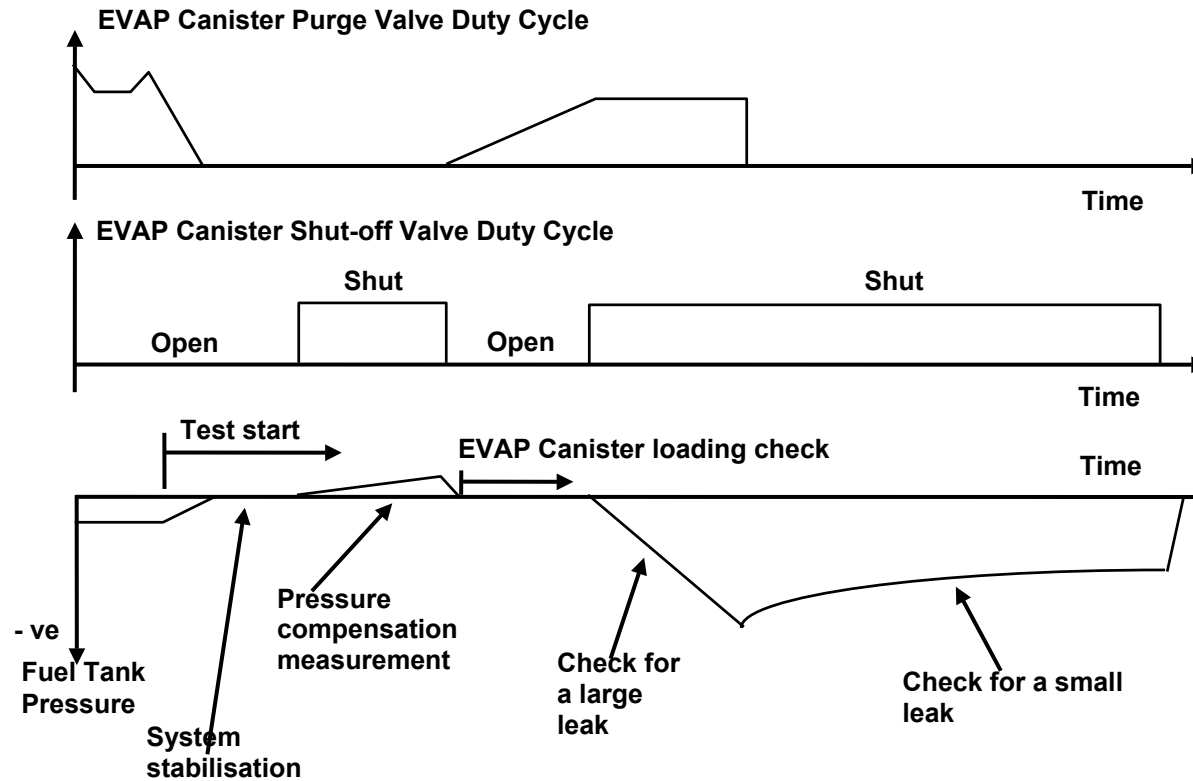 EVAP Canister Purge Valve Duty Cycle
Time
EVAP Canister Shut-off Valve Duty Cycle
Shut
Shut
Open
Open
Time
Test start
EVAP Canister loading check
Time
- ve
Fuel Tank
Pressure
System
stabilisation
Pressure
compensation
measurement
Check for
a large
leak
Check for a small
leak